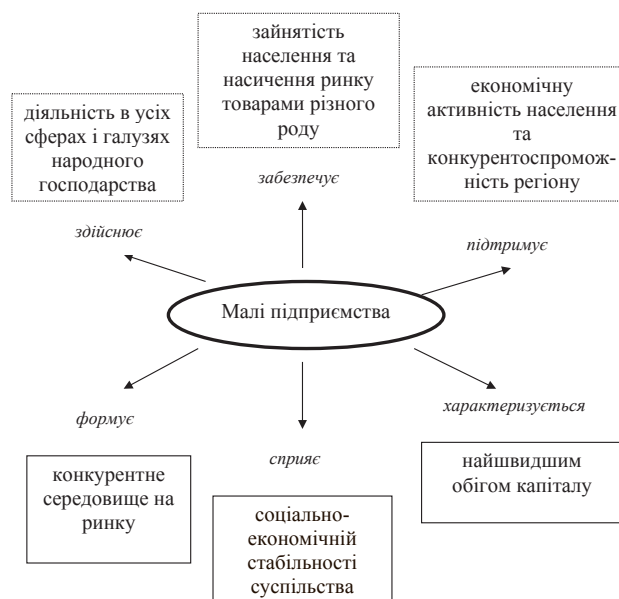 зайнятість
населення та
насичення ринку
товарами різного
роду
діяльність в усіх
сферах і галузях
народного
господарства
економічну
активність населення
та
конкурентоспромож-
ність регіону
забезпечує
здійснює
підтримує
Малі підприємства
формує
сприяє
характеризується
конкурентне
середовище на
ринку
соціально-
економічній
стабільності
суспільства
найшвидшим
обігом капіталу